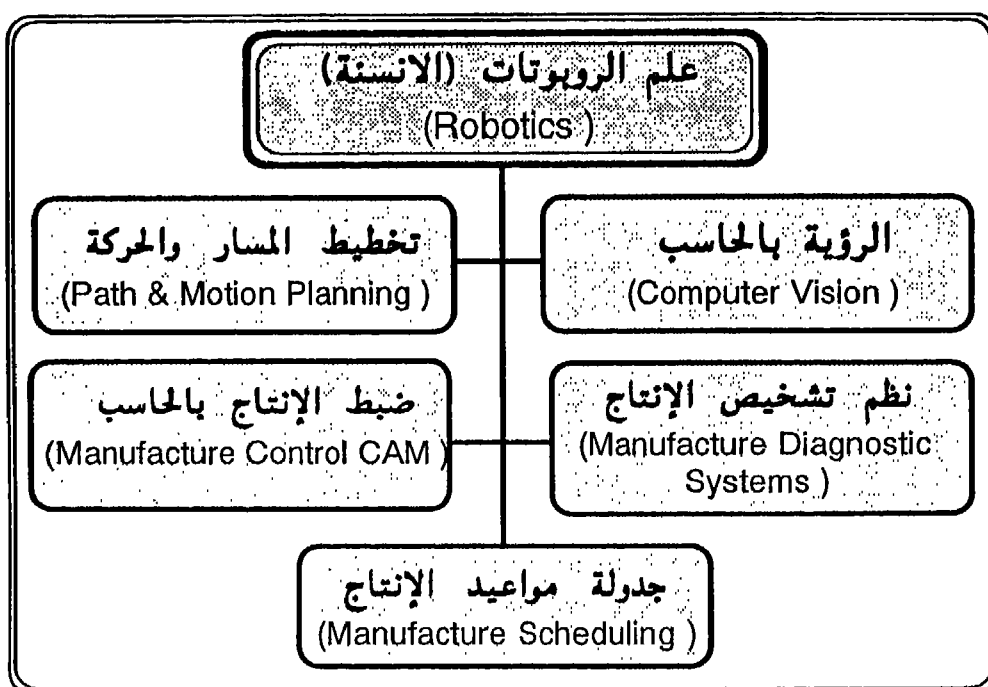 علم الروبوتات (الانسنة)
(Robotics )
الرؤية بالحاسب
(Computer Vision )
تخطيط المسار والحركة
(Path & Motion Planning )
نظم تشخيص الإنتاج
(Manufacture Diagnostic
Systems )
ضبط الإنتاج بالحاسب
(Manufacture Control CAM )
جدولة مواعيد الإنتاج
(Manufacture Scheduling )